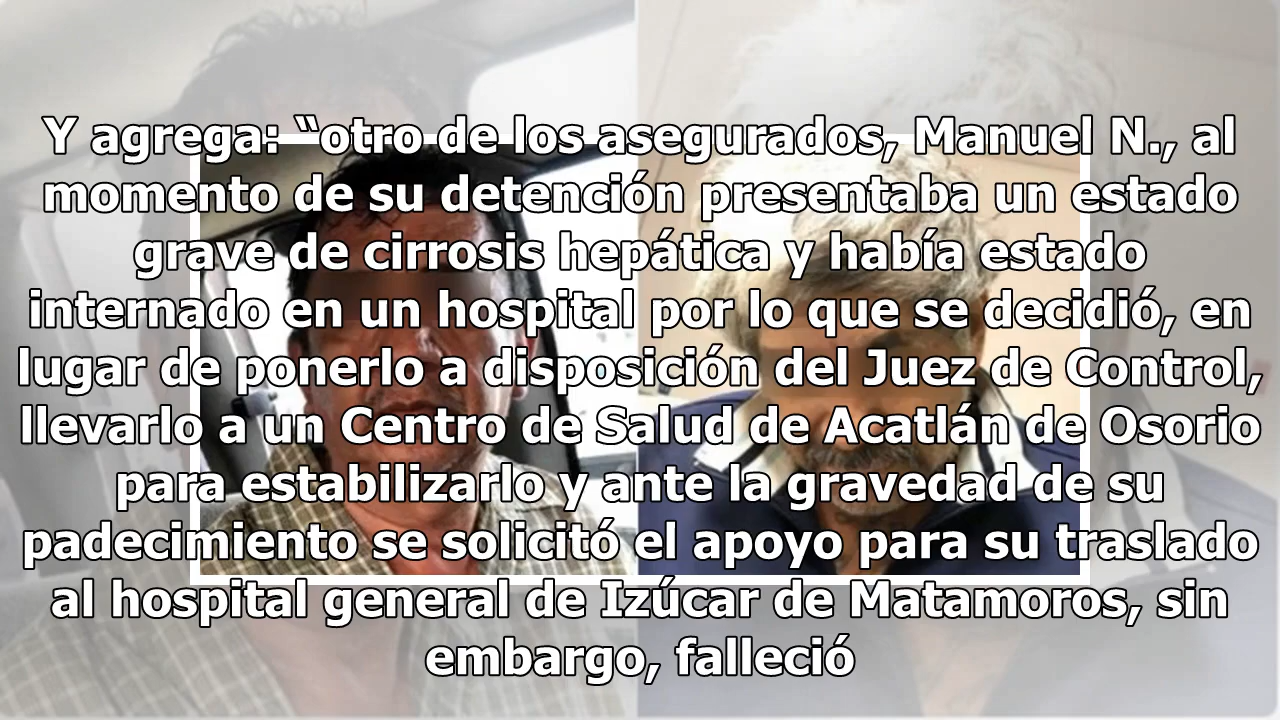 Y agrega: “otro de los asegurados, Manuel N., al
momento de su detención presentaba un estado
grave de cirrosis hepática y había estado
internado en un hospital por lo que se decidió, en
lugar de ponerlo a disposición del Juez de Control,
llevarlo a un Centro de Salud de Acatlán de Osorio
para estabilizarlo y ante la gravedad de su
padecimiento se solicitó el apoyo para su traslado
al hospital general de Izúcar de Matamoros, sin
embargo, falleció